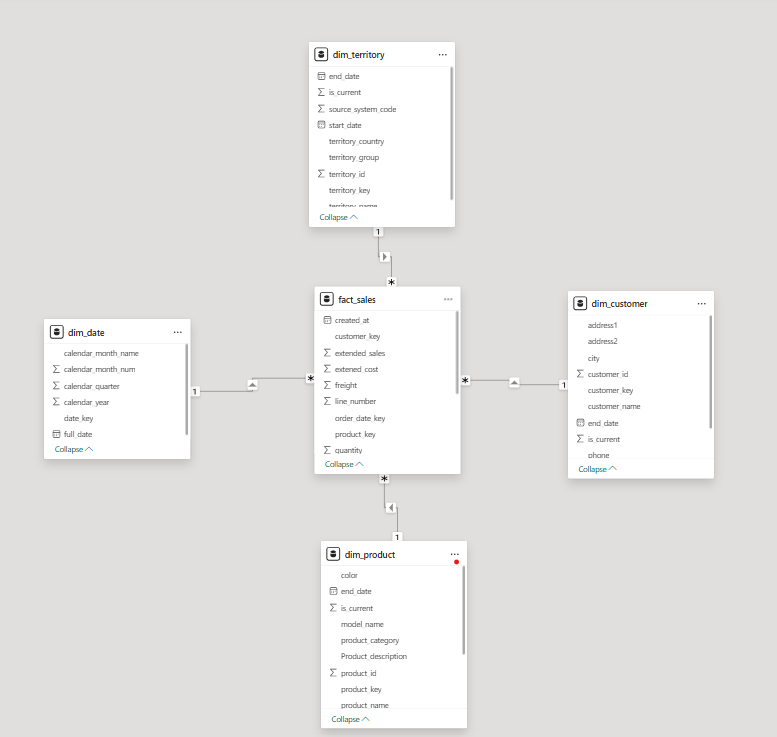 dim_territory
end_date
is_current
source_system_code
start_date
territory_country
territory_group
territory_id
territory_key
territory_name
Collapse
1
*
fact_sales
created_at
customer_key
extended_sales
extened_cost
freight
line_number
order_date_key
product_key
quantity
Collapse
dim_date
calendar_month_name
calendar_month_num
calendar_quarter
calendar_year
date_key
full_date
Collapse
1
*
*
1
dim_customer
address1
address2
city
customer_id
customer_key
customer_name
end_date
is_current
phone
Collapse
*
1
dim_product
color
end_date
is_current
model_name
product_category
Product_description
product_id
product_key
product_name
Collapse